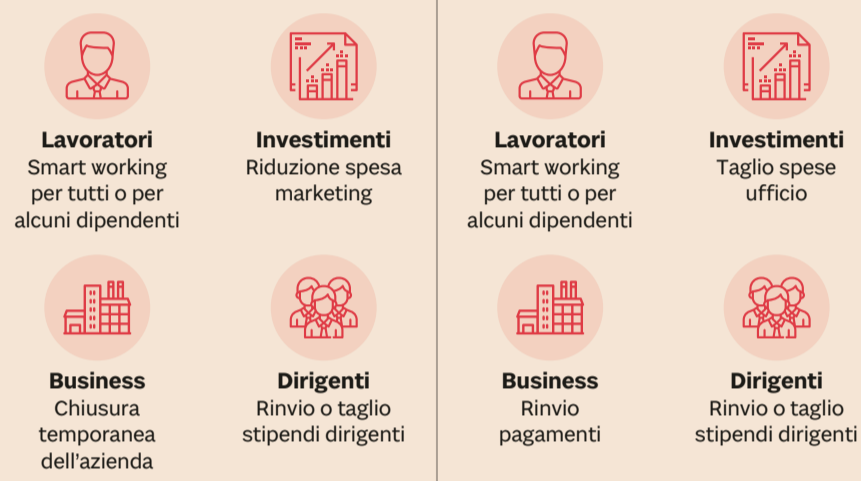 Lavoratori
Smart working
per tutti o per
alcuni dipendenti
Investimenti
Riduzione spesa
marketing
Business
Chiusura
temporanea
dell'azienda
Dirigenti
Rinvio o taglio
stipendi dirigenti
Lavoratori
Smart working
per tutti o per
alcuni dipendenti
Investimenti
Taglio spese
ufficio
Business
Rinvio
pagamenti
Dirigenti
Rinvio o taglio
stipendi dirigenti